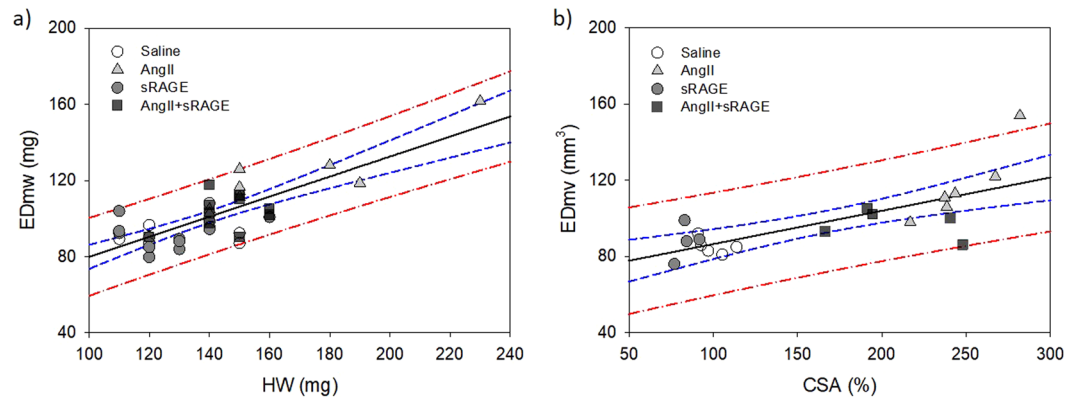 a)
200
160
120
80
40
EDmw (mg)
Saline
AngII
sRAGE
AngII+sRAGE
100 120 140 160 180 200 220 240
HW (mg)
b)
200
160
120
80
40
EDmv (mm³)
Saline
AngII
sRAGE
AngII+sRAGE
50 100 150 200 250 300
CSA (%)